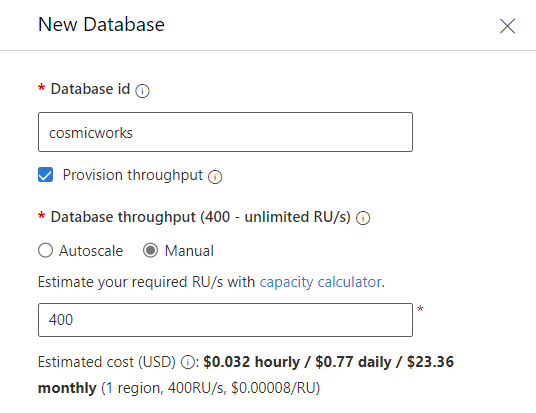 New Database
* Database id
cosmicworks
Provision throughput
* Database throughput (400 - unlimited RU/s)
Autoscale Manual
Estimate your required RU/s with capacity calculator.
400 *
Estimated cost (USD) : $0.032 hourly / $0.77 daily / $23.36
monthly (1 region, 400RU/s, $0.00008/RU)